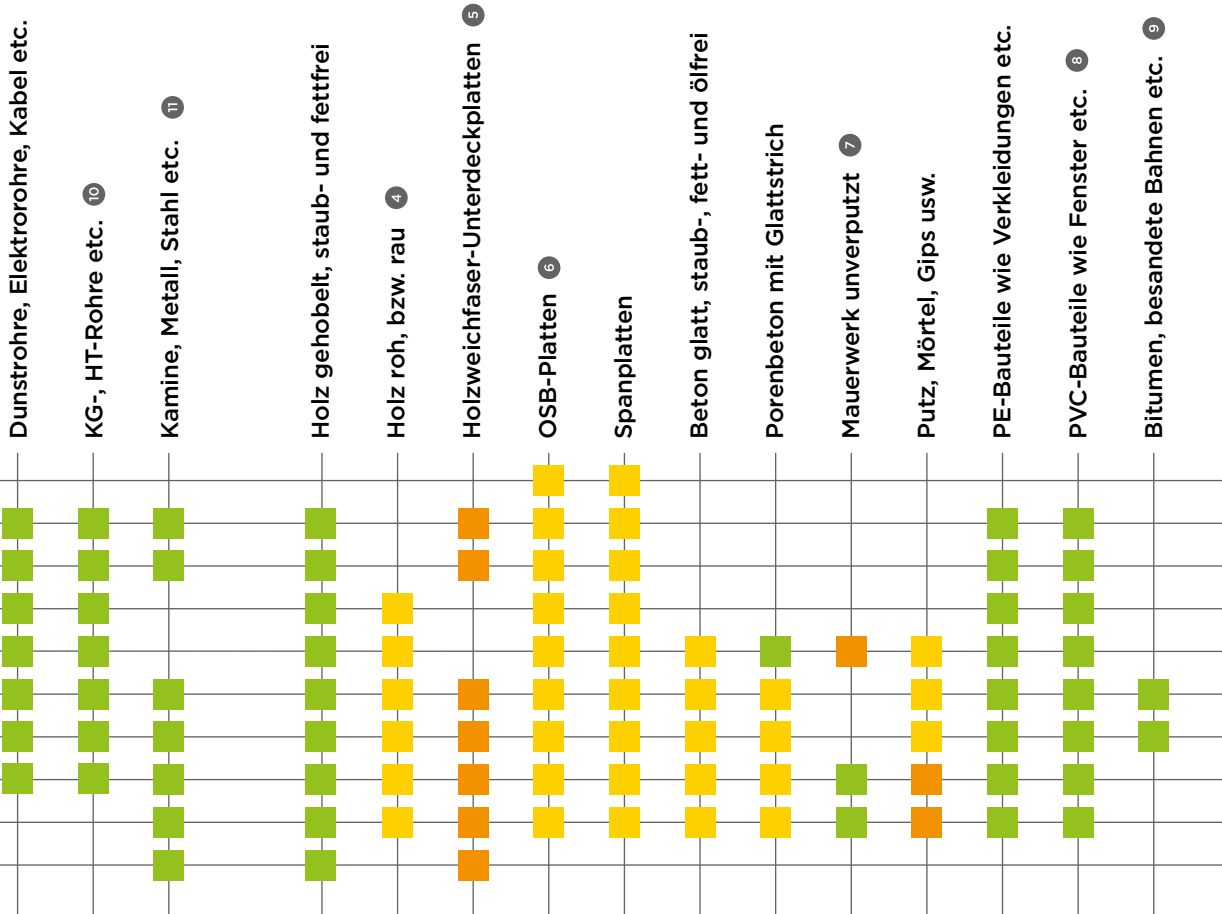 Dunstrohre, Elektrorohre, Kabel etc.
KG-, HT-Rohre etc. 10
Kamine, Metall, Stahl etc. 11
Holz gehobelt, staub- und fettfrei
Holz roh, bzw. rau 4
Holzweichfaser-Unterdeckplatten 5
OSB-Platten 6
Spanplatten
Beton glatt, staub-, fett- und ölfrei
Porenbeton mit Glattstrich
Mauerwerk unverputzt 7
Putz, Mörtel, Gips usw.
PE-Bauteile wie Verkleidungen etc.
PVC-Bauteile wie Fenster etc. 8
Bitumen, besandete Bahnen etc. 9